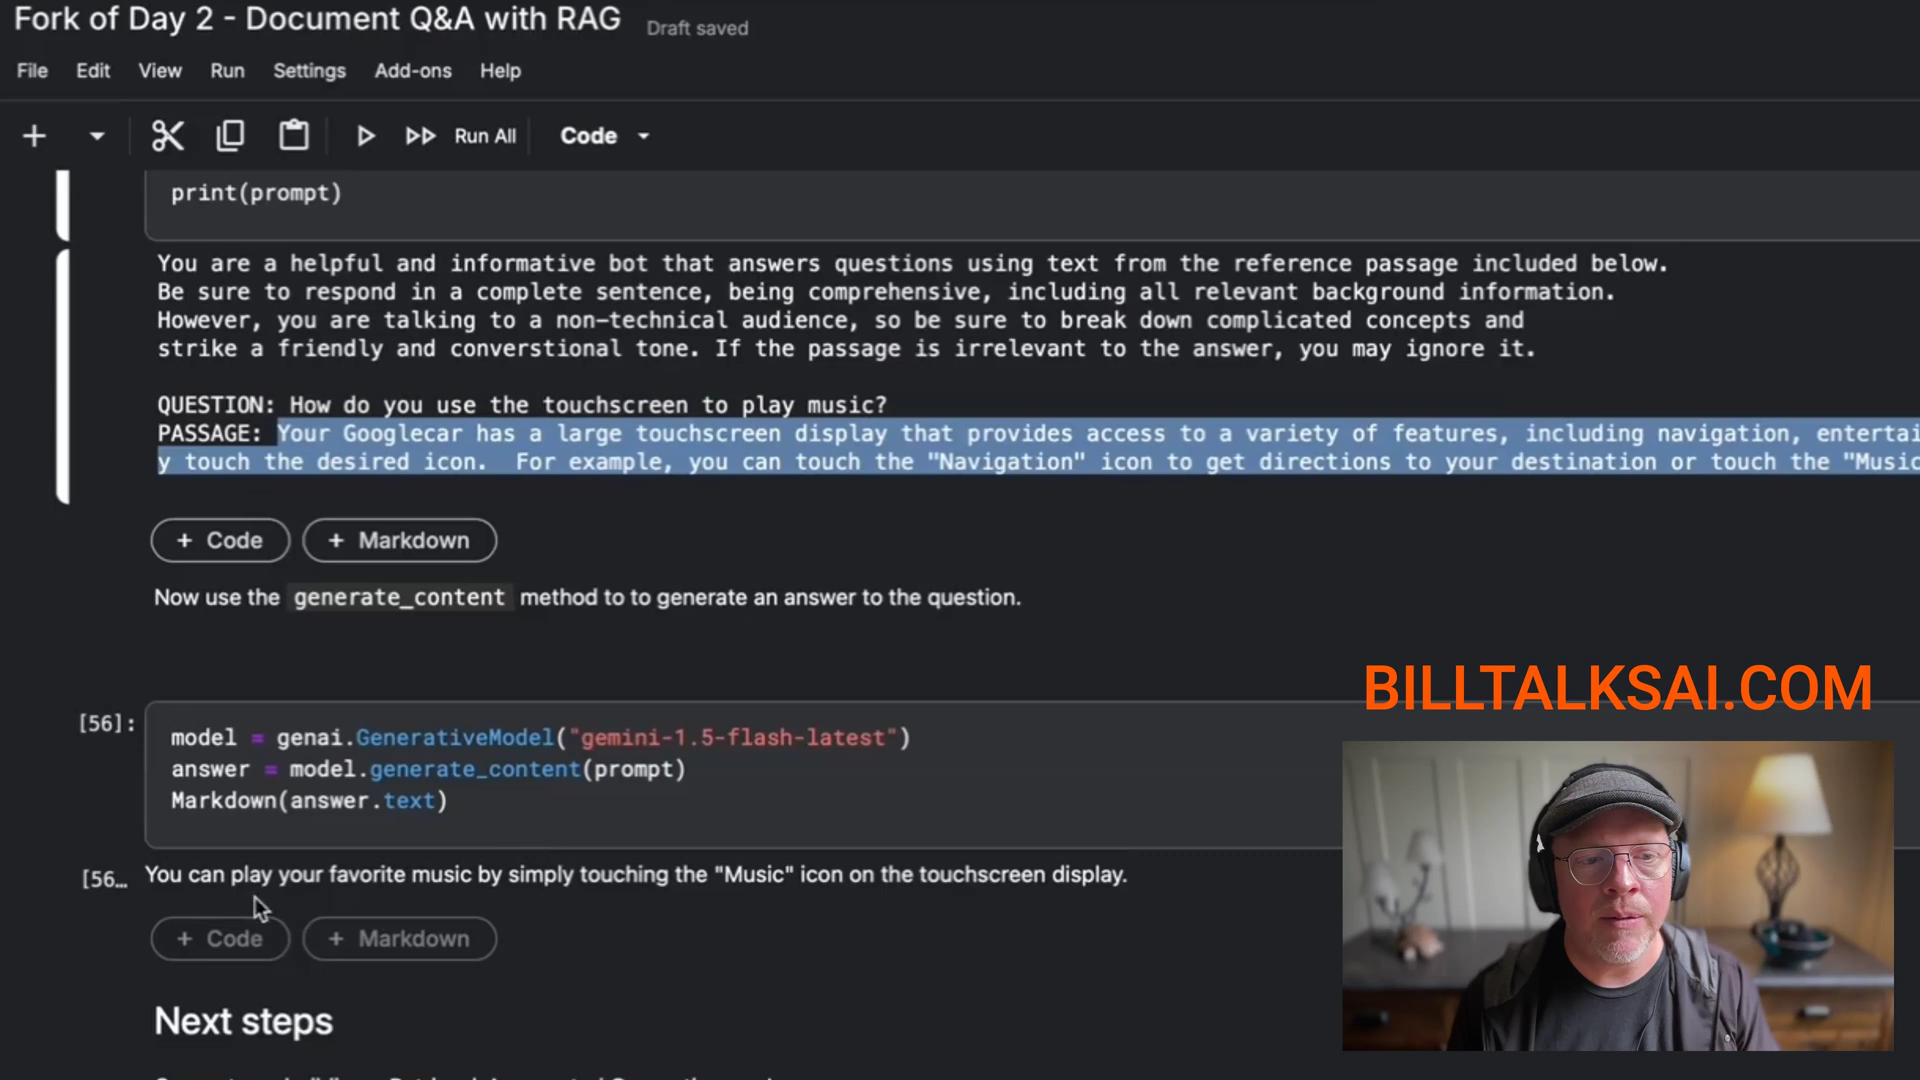 Fork of Day 2 - Document Q&A with RAG Draft saved
File Edit View Run Settings Add-ons Help
Run All Code
print(prompt)
You are a helpful and informative bot that answers questions using text from the reference passage included below.
Be sure to respond in a complete sentence, being comprehensive, including all relevant background information.
However, you are talking to a non-technical audience, so be sure to break down complicated concepts and
strike a friendly and converstional tone. If the passage is irrelevant to the answer, you may ignore it.
QUESTION: How do you use the touchscreen to play music?
PASSAGE: Your Googlecar has a large touchscreen display that provides access to a variety of features, including navigation, entertai
y touch the desired icon. For example, you can touch the "Navigation" icon to get directions to your destination or touch the "Music
+ Code + Markdown
Now use the generate_content method to to generate an answer to the question.
BILLTALKSAI.COM
[56]:
model = genai.GenerativeModel("gemini-1.5-flash-latest")
answer = model.generate_content(prompt)
Markdown(answer.text)
[56… You can play your favorite music by simply touching the "Music" icon on the touchscreen display.
+ Code + Markdown
Next steps